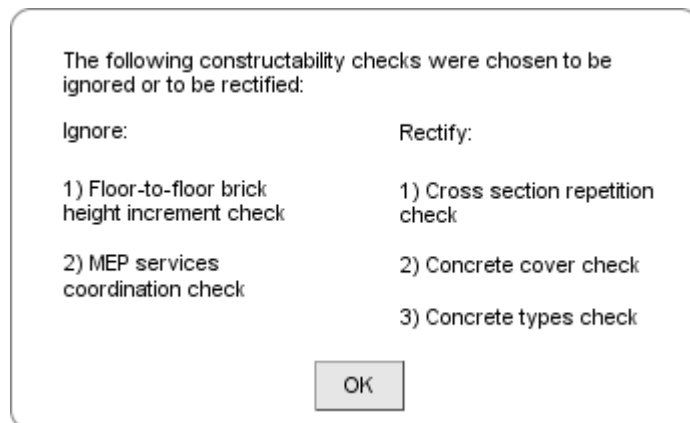 The following constructability checks were chosen to be
ignored or to be rectified:
Ignore:
1) Floor-to-floor brick
height increment check
2) MEP services
coordination check
Rectify:
1) Cross section repetition
check
2) Concrete cover check
3) Concrete types check
OK